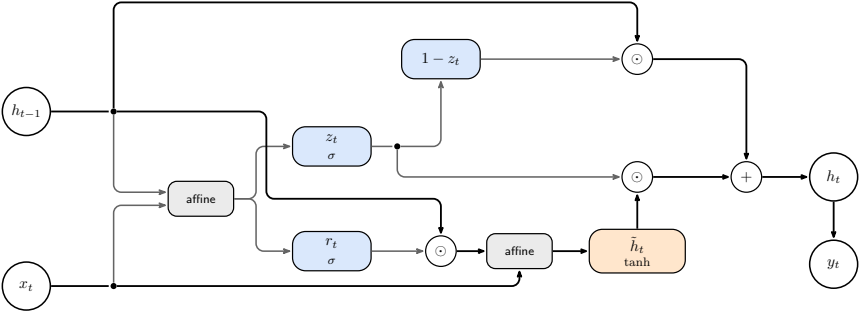 1 − z_t
⊙
h_{t−1}
z_t
σ
affine
⊙
+
h_t
r_t
σ
⊙
affine
h̃_t
tanh
y_t
x_t